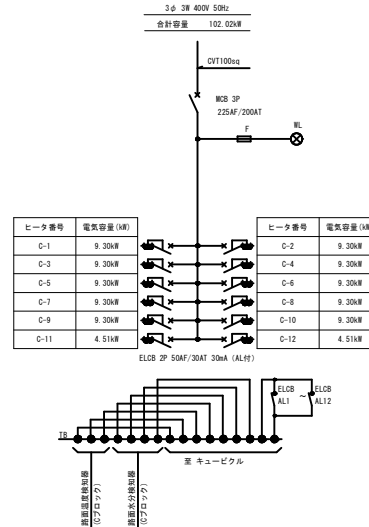 3φ 3W 400V 50Hz
合計容量 102.02kW
CVT100sq
MCB 3P
225AF/200AT
F
WL
ヒータ番号 電気容量(kW)
C-1 9.30kW
C-3 9.30kW
C-5 9.30kW
C-7 9.30kW
C-9 9.30kW
C-11 4.51kW
ヒータ番号 電気容量(kW
C-2 9.30kW
C-4 9.30kW
C-6 9.30kW
C-8 9.30kW
C-10 9.30kW
C-12 4.51kW
ELCB 2P 50AF/30AT 30mA (AL付)
ELCB
AL1
~
ELCB
AL12
TB
至 キュービクル
路面温度検知器
(Cブロック)
路面水分検知器
(Cブロック)